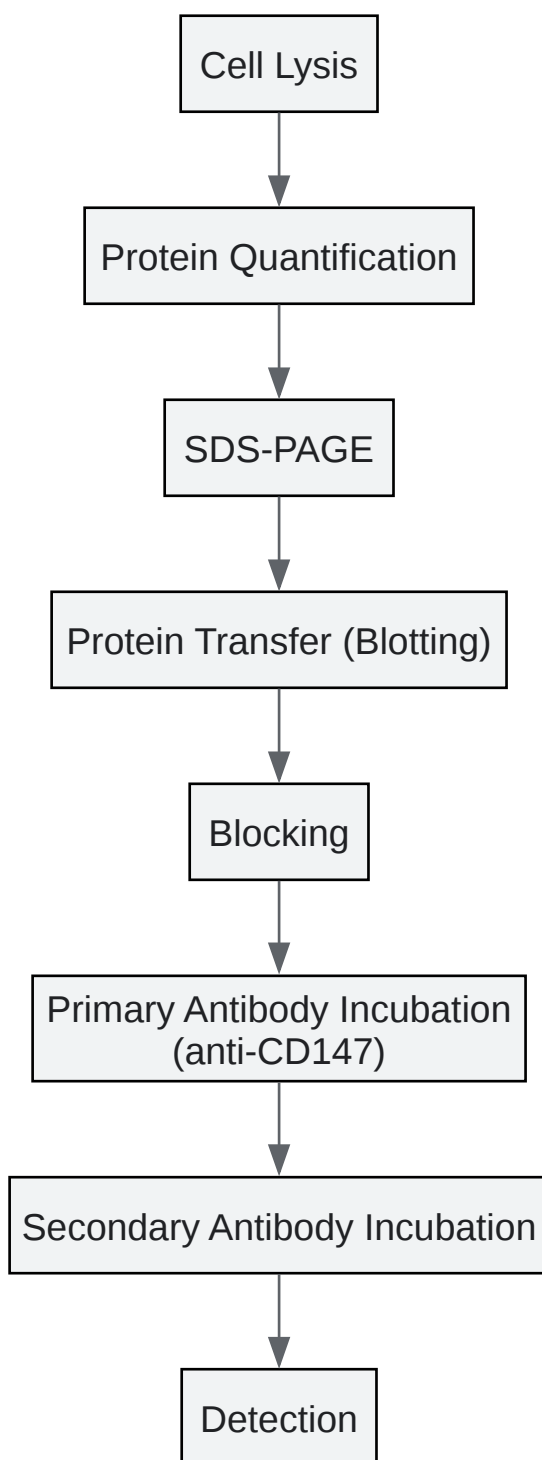 Cell Lysis
Protein Quantification
SDS-PAGE
Protein Transfer (Blotting)
Blocking
Primary Antibody Incubation
(anti-CD147)
Secondary Antibody Incubation
Detection